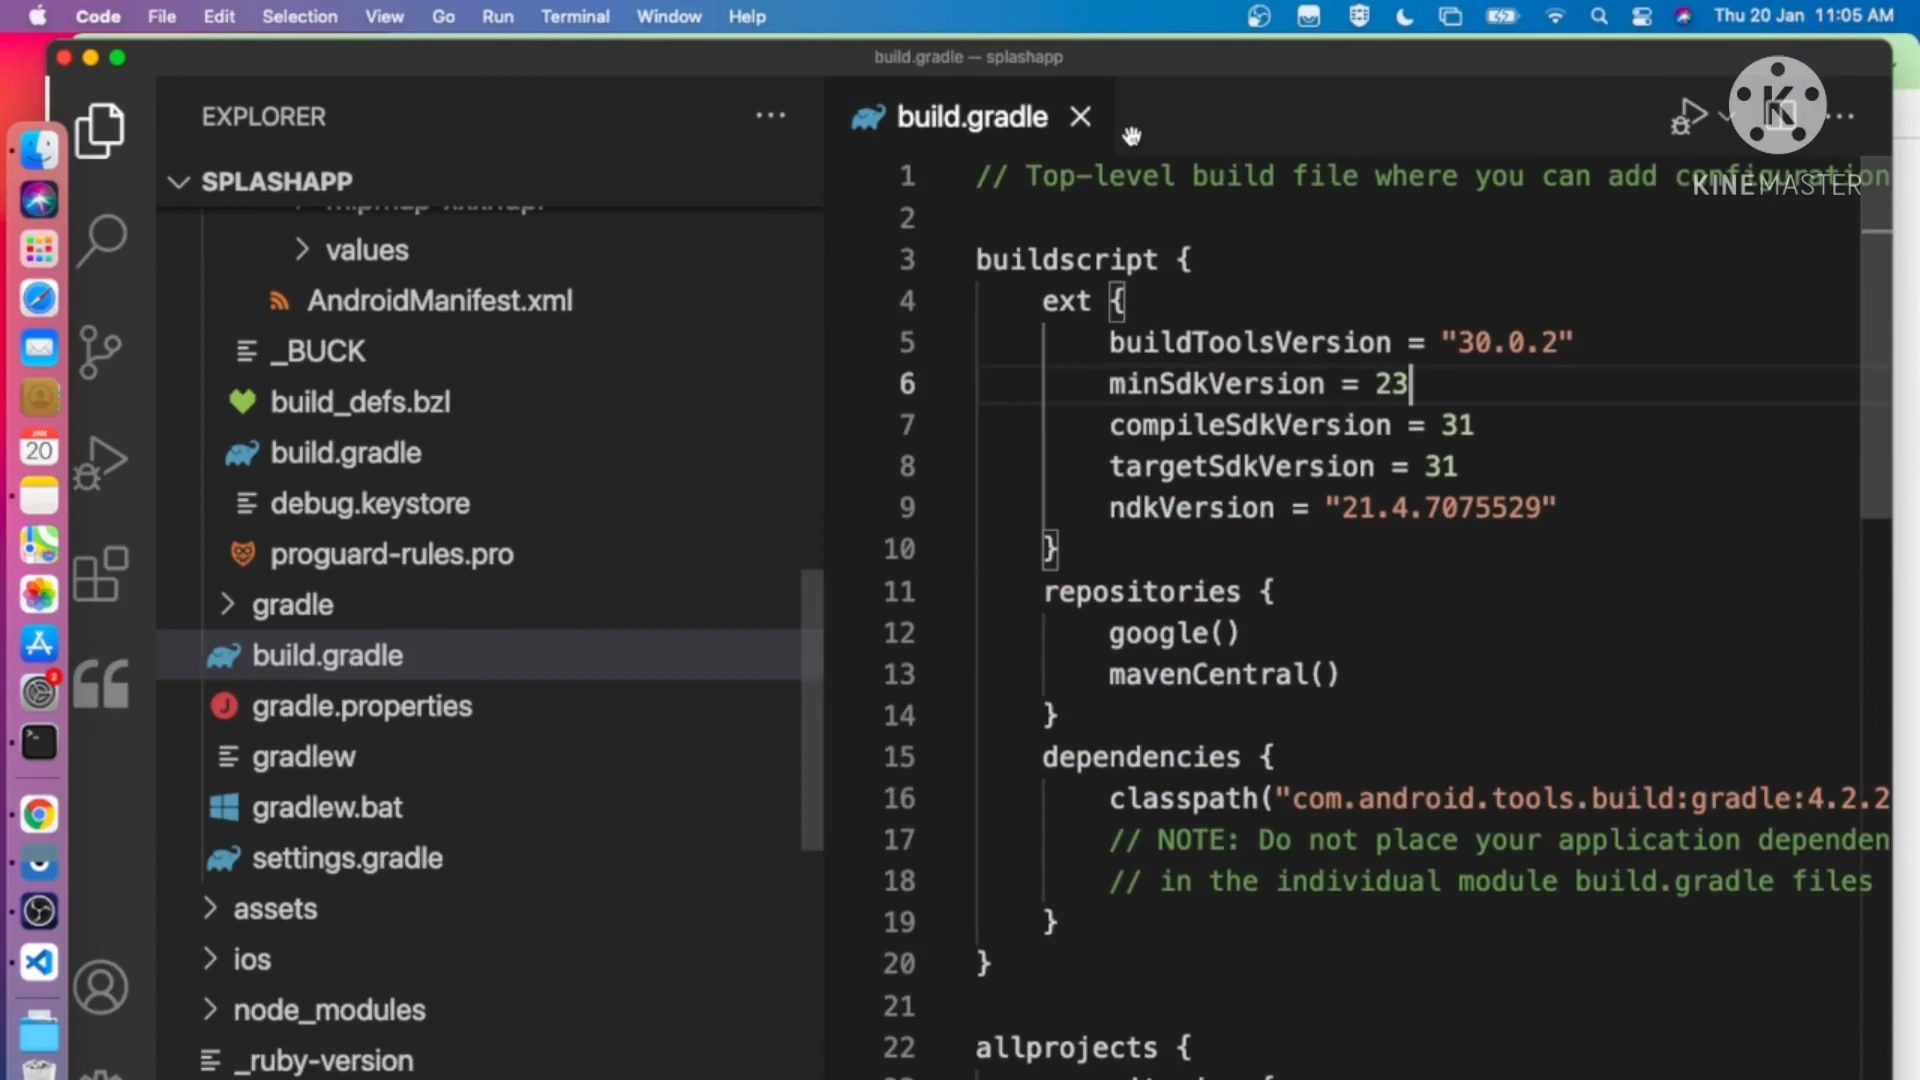 Code File Edit Selection View Go Run Terminal Window Help Thu 20 Jan 11:05 AM
build.gradle — splashapp
EXPLORER
SPLASHAPP
values
AndroidManifest.xml
_BUCK
build_defs.bzl
build.gradle
debug.keystore
proguard-rules.pro
gradle
build.gradle
gradle.properties
gradlew
gradlew.bat
settings.gradle
assets
ios
node_modules
_ruby-version
build.gradle
K
KINEMASTER
1 // Top-level build file where you can add configuration
2
3 buildscript {
4 ext {
5 buildToolsVersion = "30.0.2"
6 minSdkVersion = 23
7 compileSdkVersion = 31
8 targetSdkVersion = 31
9 ndkVersion = "21.4.7075529"
10 }
11 repositories {
12 google()
13 mavenCentral()
14 }
15 dependencies {
16 classpath("com.android.tools.build:gradle:4.2.2
17 // NOTE: Do not place your application dependen
18 // in the individual module build.gradle files
19 }
20 }
21
22 allprojects {
JAN
20